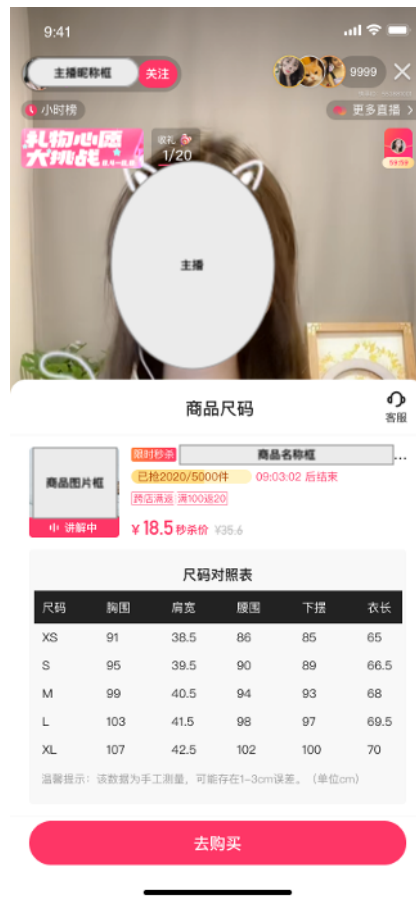 9:41
主播昵称框 关注 9999
小时榜 更多直播
礼物心愿 收礼
大挑战 1/20
59:59
主播
商品尺码
客服
限时秒杀 商品名称框 ...
商品图片框 已抢2020/5000件 09:03:02 后结束
跨店满返 满100返20
讲解中 ¥18.5 秒杀价 ¥35.6
尺码对照表
尺码 胸围 肩宽 腰围 下摆 衣长
XS 91 38.5 86 85 65
S 95 39.5 90 89 66.5
M 99 40.5 94 93 68
L 103 41.5 98 97 69.5
XL 107 42.5 102 100 70
温馨提示：该数据为手工测量，可能存在1-3cm误差。（单位cm）
去购买